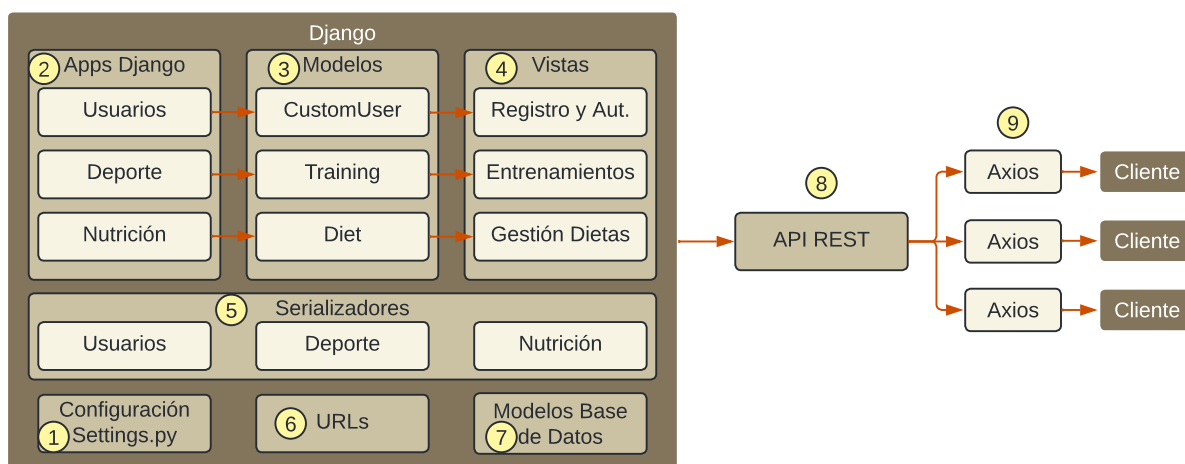 Django
2 Apps Django
3 Modelos
4 Vistas
Usuarios
CustomUser
Registro y Aut.
Deporte
Training
Entrenamientos
Nutrición
Diet
Gestión Dietas
5 Serializadores
Usuarios
Deporte
Nutrición
Configuración
1 Settings.py
6 URLs
Modelos Base
7 de Datos
8
API REST
9
Axios
Cliente
Axios
Cliente
Axios
Cliente